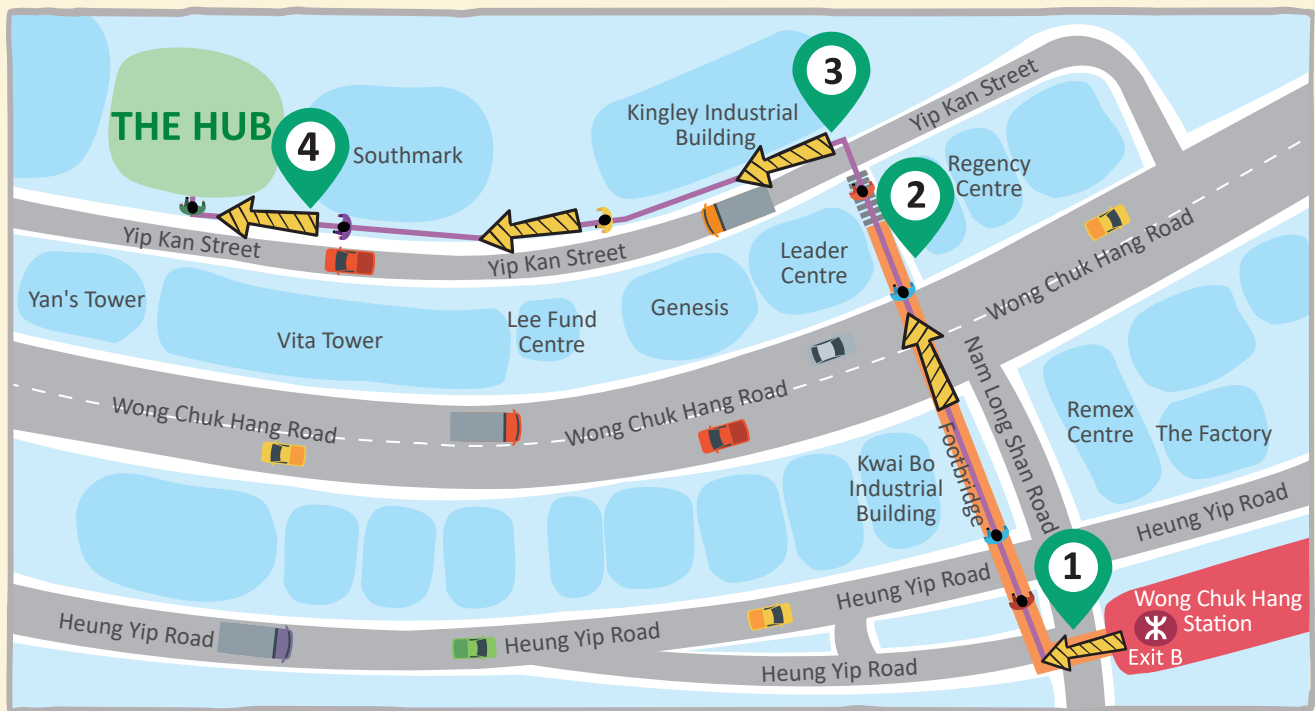 THE HUB
4
Southmark
Kingley Industrial
Building
3
Yip Kan Street
Regency
Centre
2
Leader
Centre
Yip Kan Street
Yip Kan Street
Wong Chuk Hang Road
Yan's Tower
Vita Tower
Lee Fund
Centre
Genesis
Wong Chuk Hang Road
Wong Chuk Hang Road
Nam Long Shan Road
Remex
Centre
The Factory
Kwai Bo
Industrial
Building
Footbridge
Heung Yip Road
1
Wong Chuk Hang
Station
Exit B
Heung Yip Road
Heung Yip Road
Heung Yip Road
Heung Yip Road